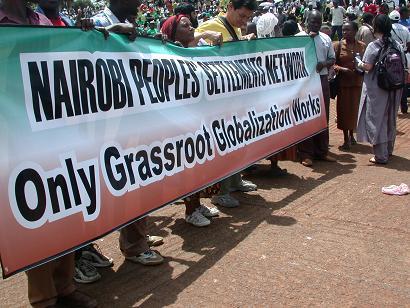 NAIROBI PEOPLES' SETTLEMENTS NETWORK
Only Grassroot Globalization Works